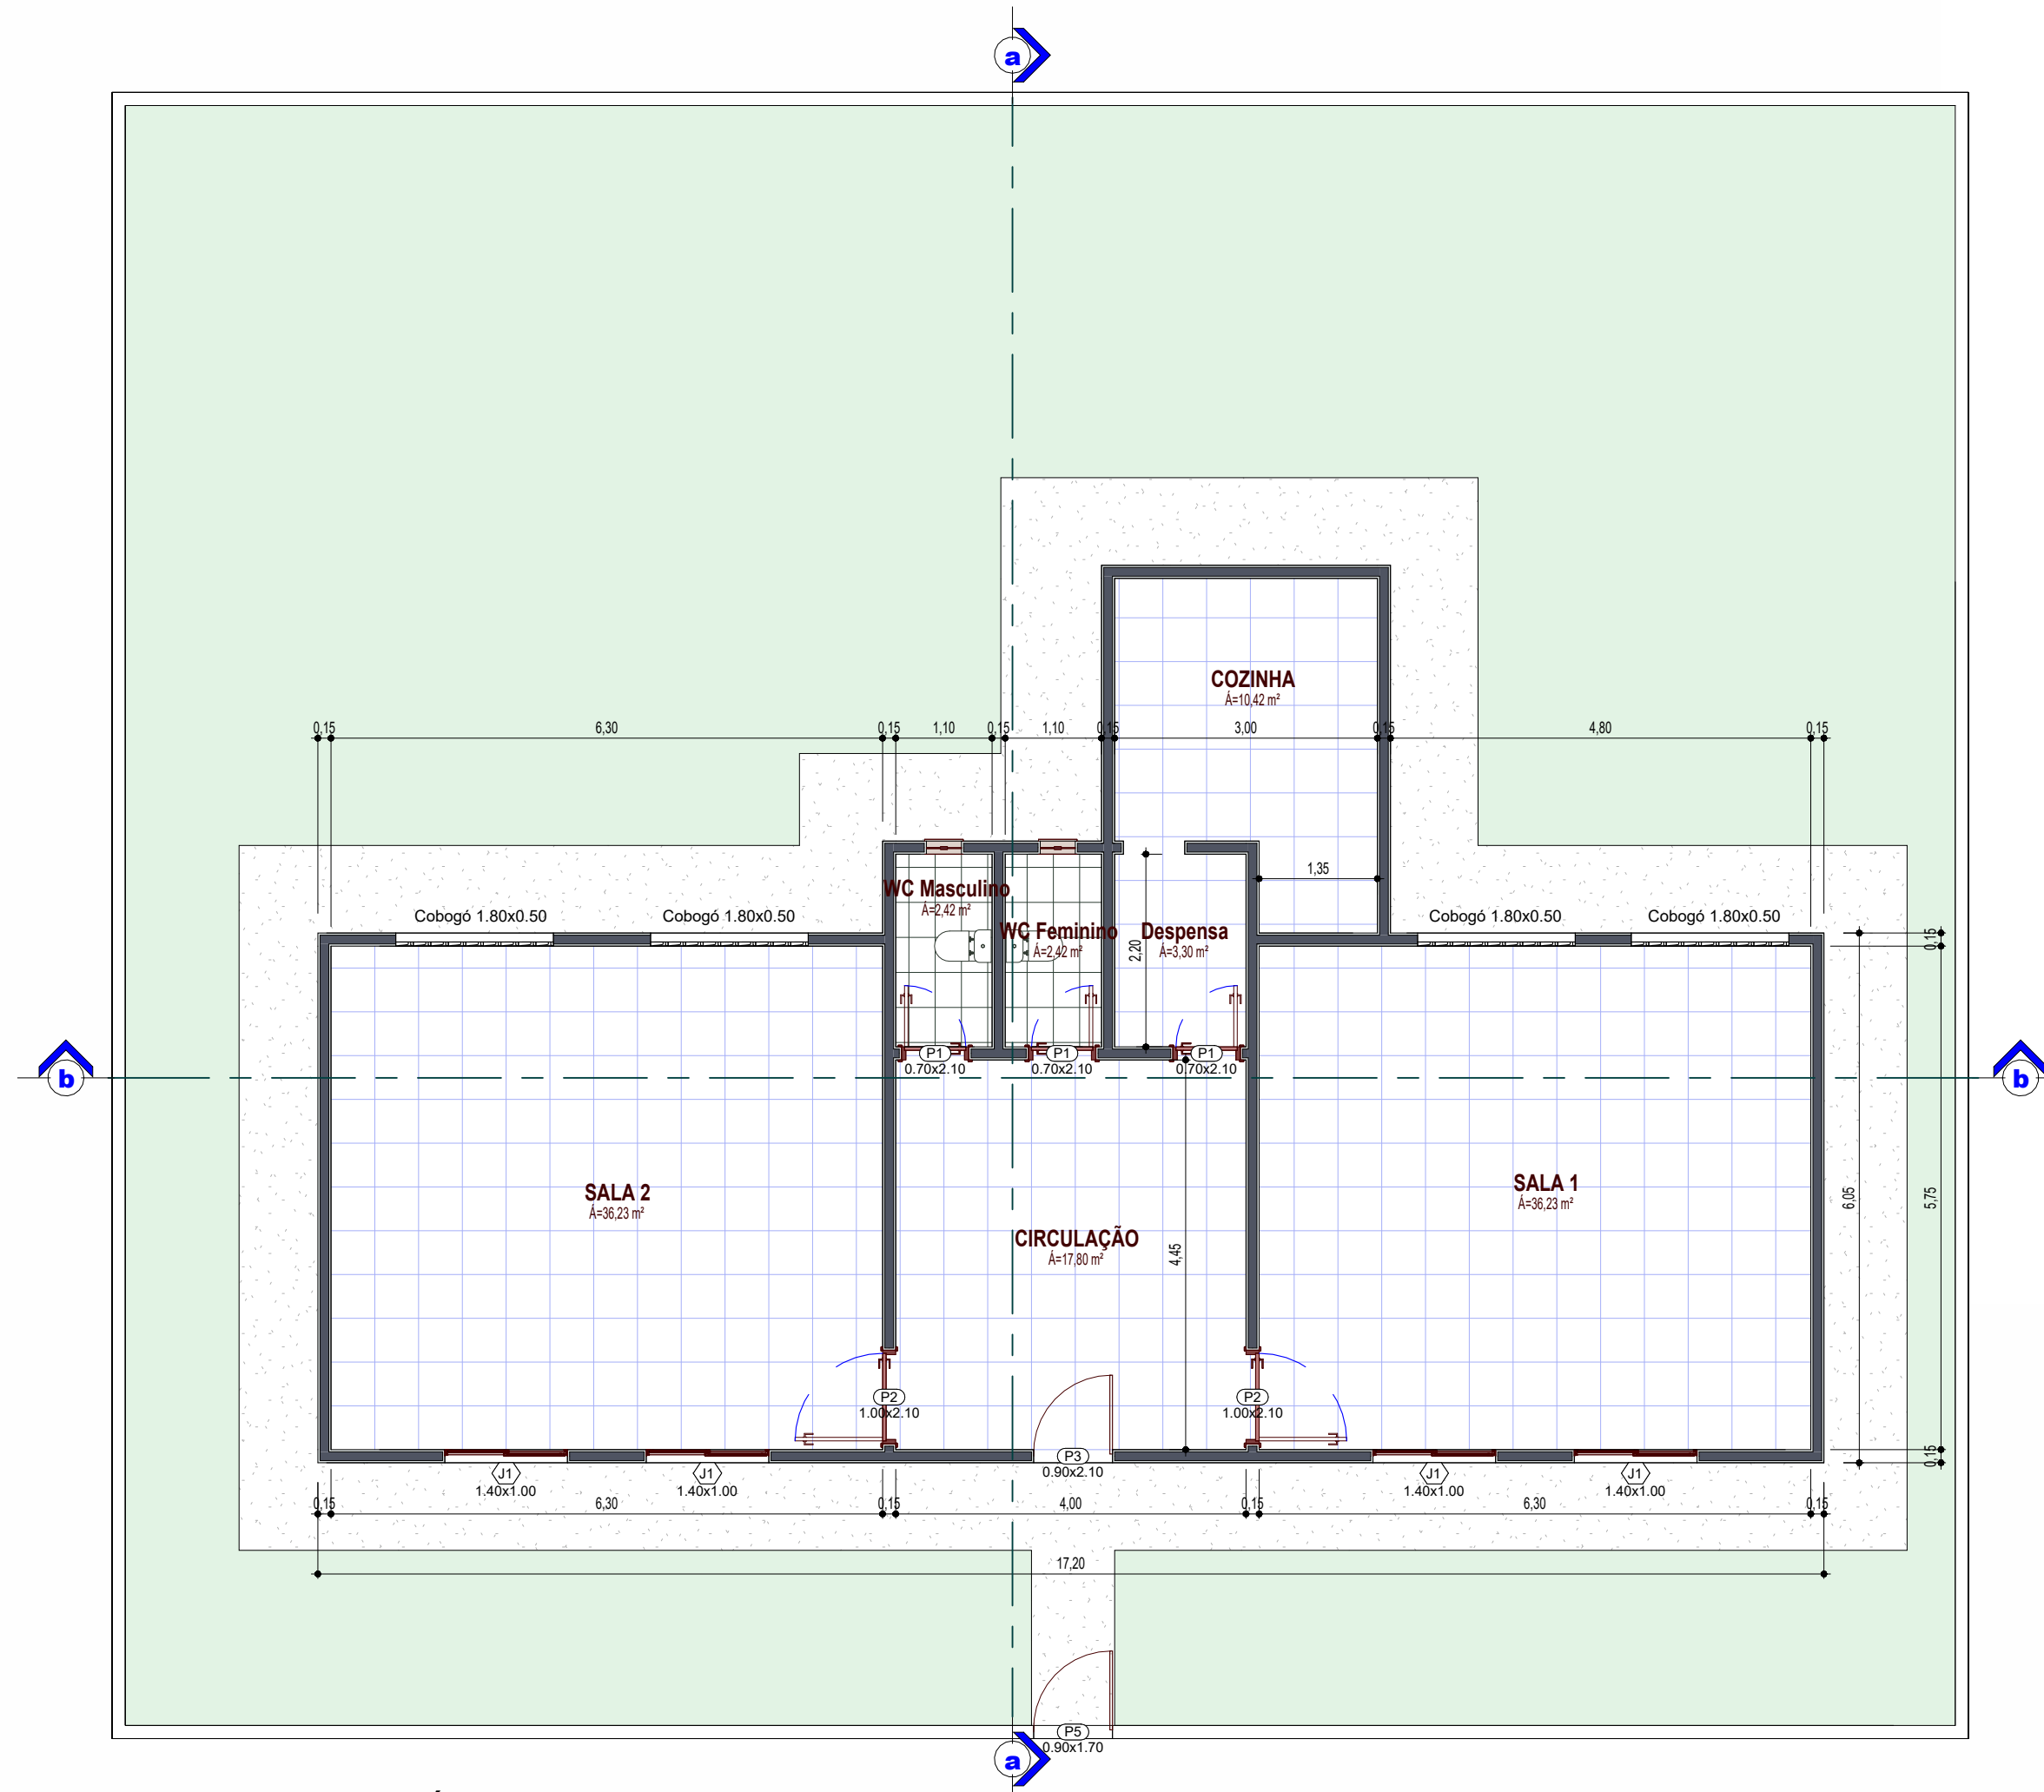 a
COZINHA
Á=10,42 m²
0,15 6,30 0,15 1,10 0,15 1,10 0,15 3,00 0,15 4,80 0,15
1,35
WC Masculino
Á=2,42 m²
Cobogó 1.80x0.50 Cobogó 1.80x0.50 Cobogó 1.80x0.50 Cobogó 1.80x0.50
WC Feminino Despensa
Á=2,42 m² Á=3,30 m²
2,20
0,15
P1 P1 P1
0.70x2.10 0.70x2.10 0.70x2.10
b b
SALA 2 SALA 1
Á=36,23 m² Á=36,23 m²
6,05 5,75
CIRCULAÇÃO
Á=17,80 m²
4,45
P2 P2
1.00x2.10 1.00x2.10
P3
0.90x2.10
0,15
J1 J1 J1 J1
1.40x1.00 1.40x1.00 1.40x1.00 1.40x1.00
0,15 6,30 0,15 4,00 0,15 6,30 0,15
17,20
P5
0.90x1.70
a